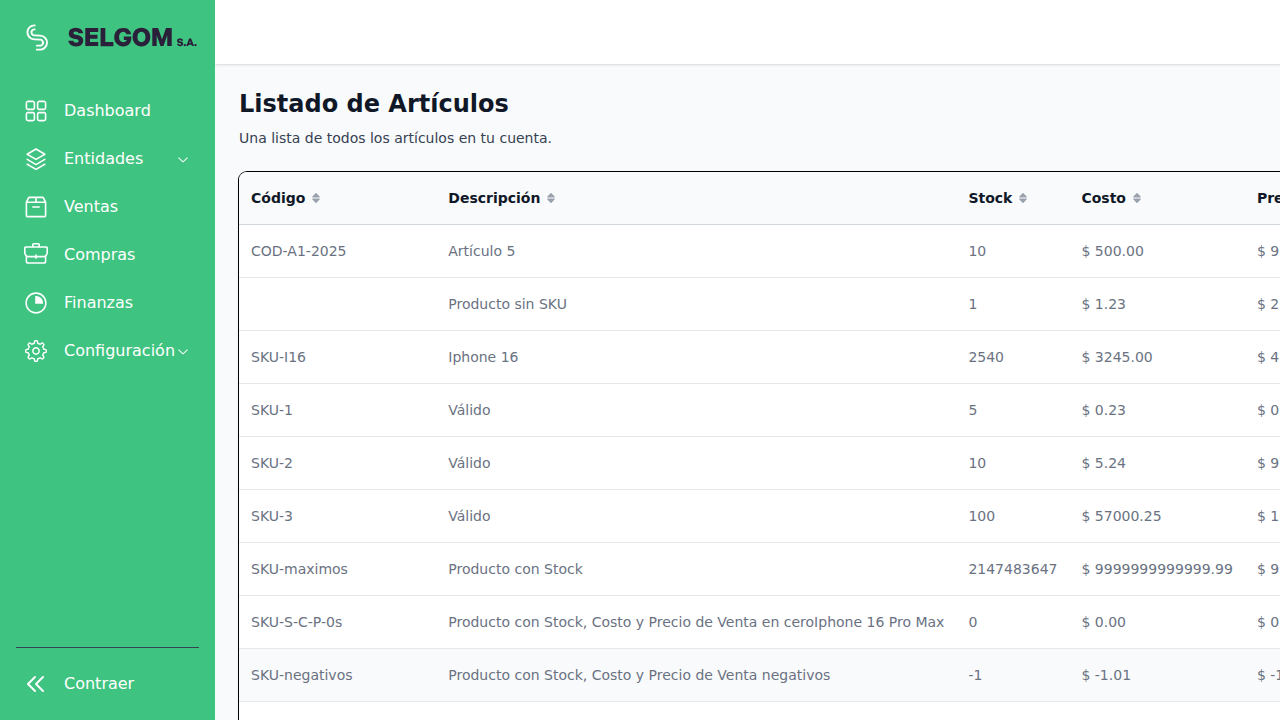 SELGOM S.A.
Dashboard
Entidades
Ventas
Compras
Finanzas
Configuración
Contraer
Listado de Artículos
Una lista de todos los artículos en tu cuenta.
Código Descripción Stock Costo Pre
COD-A1-2025 Artículo 5 10 $ 500.00 $ 9
Producto sin SKU 1 $ 1.23 $ 2
SKU-I16 Iphone 16 2540 $ 3245.00 $ 4
SKU-1 Válido 5 $ 0.23 $ 0
SKU-2 Válido 10 $ 5.24 $ 9
SKU-3 Válido 100 $ 57000.25 $ 1
SKU-maximos Producto con Stock 2147483647 $ 9999999999999.99 $ 9
SKU-S-C-P-0s Producto con Stock, Costo y Precio de Venta en ceroIphone 16 Pro Max 0 $ 0.00 $ 0
SKU-negativos Producto con Stock, Costo y Precio de Venta negativos -1 $ -1.01 $ -1